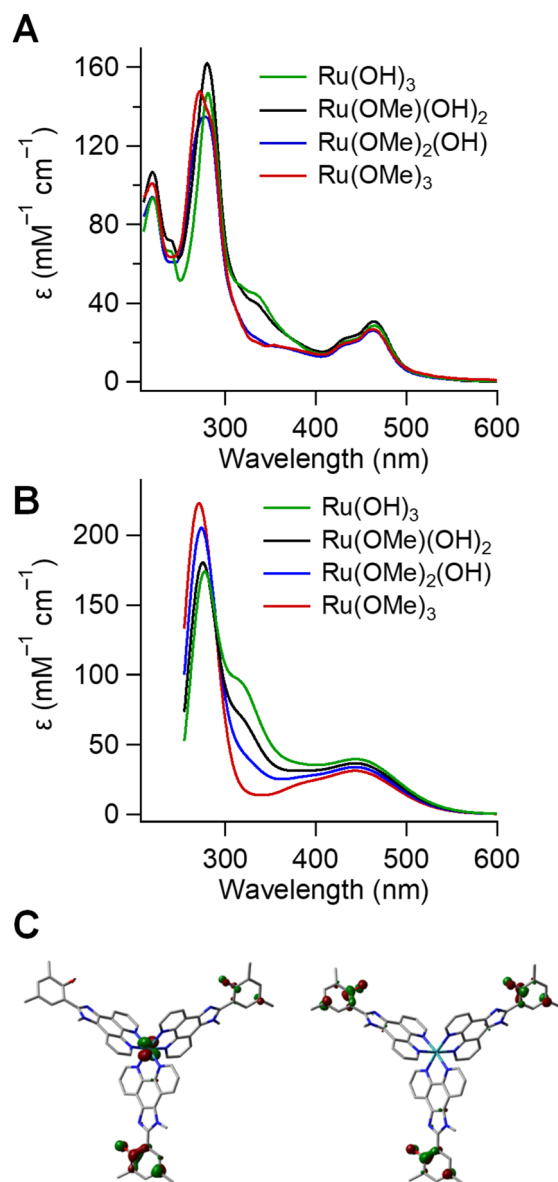 A
160
120
80
40
0
ε (mM⁻¹ cm⁻¹)
Ru(OH)₃
Ru(OMe)(OH)₂
Ru(OMe)₂(OH)
Ru(OMe)₃
300 400 500 600
Wavelength (nm)
B
200
150
100
50
0
ε (mM⁻¹ cm⁻¹)
Ru(OH)₃
Ru(OMe)(OH)₂
Ru(OMe)₂(OH)
Ru(OMe)₃
300 400 500 600
Wavelength (nm)
C